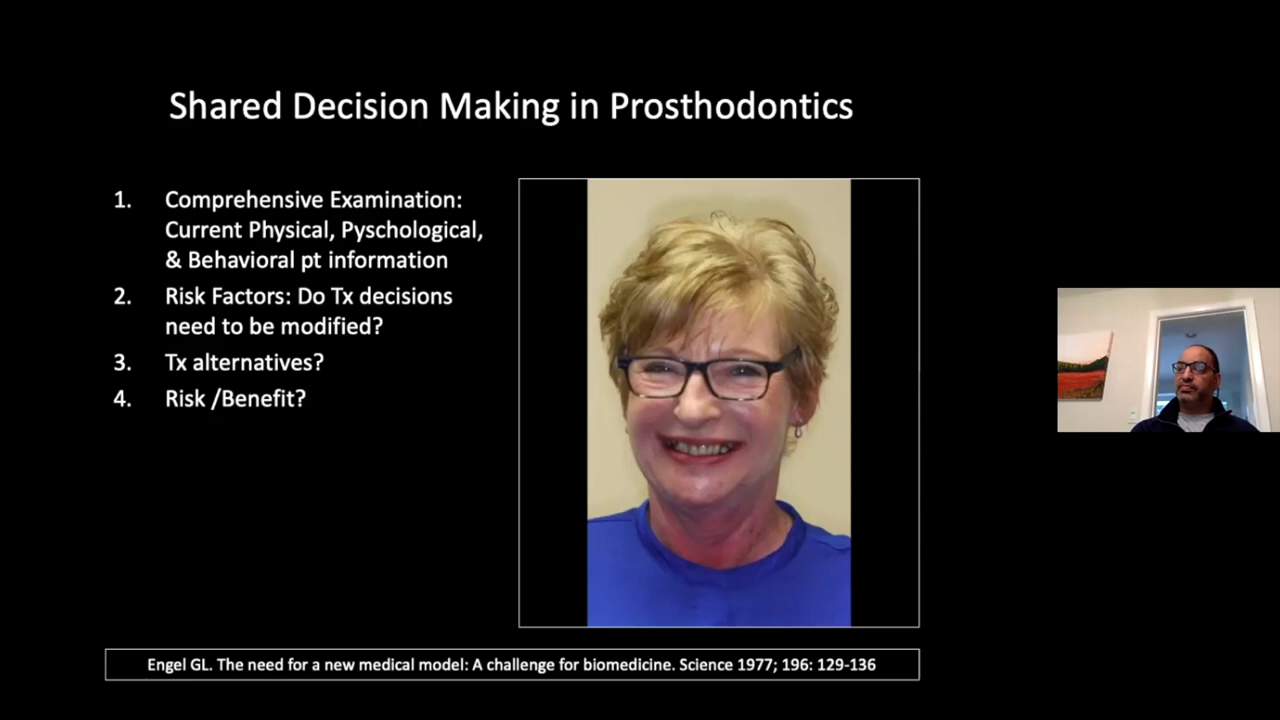 Shared Decision Making in Prosthodontics
1. Comprehensive Examination:
Current Physical, Pyschological,
& Behavioral pt information
2. Risk Factors: Do Tx decisions
need to be modified?
3. Tx alternatives?
4. Risk /Benefit?
Engel GL. The need for a new medical model: A challenge for biomedicine. Science 1977; 196: 129-136